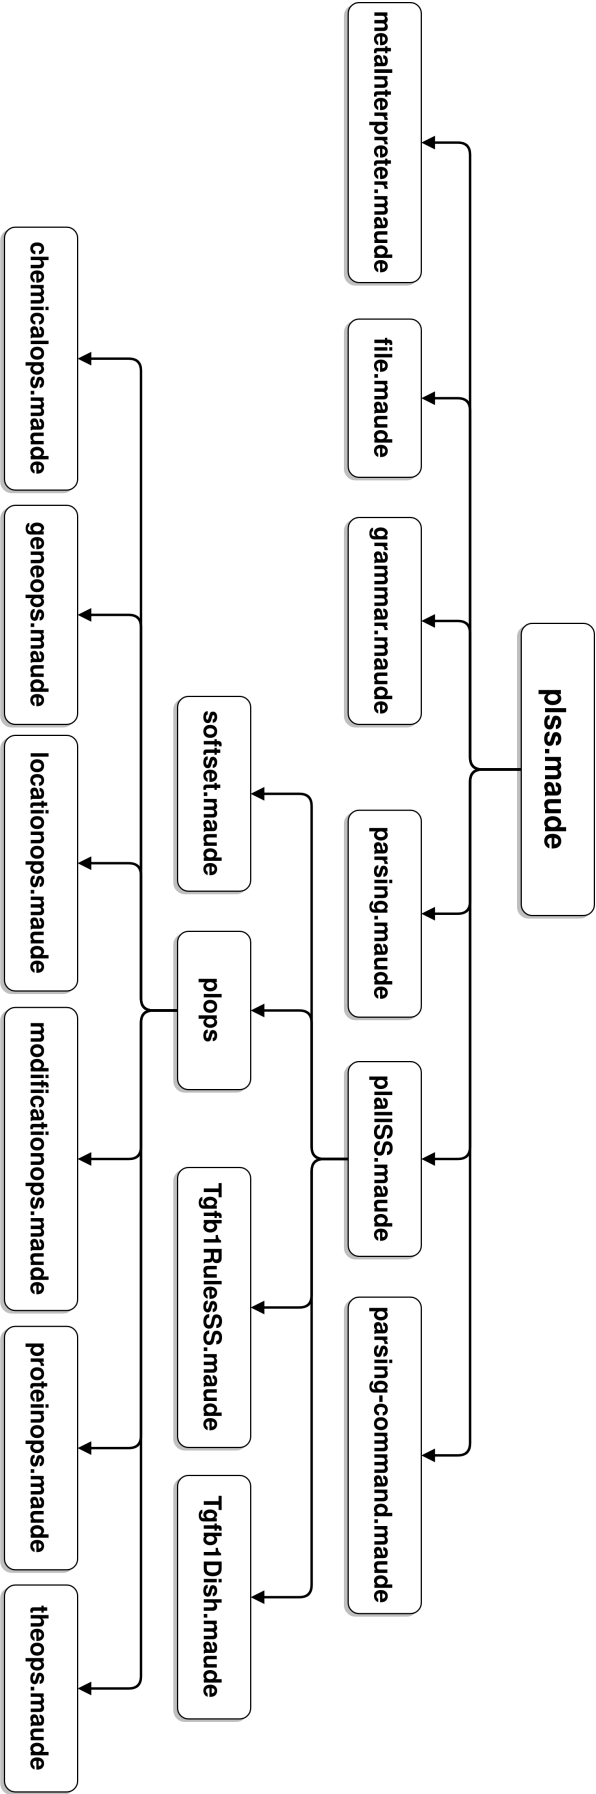 plss.maude
metaInterpreter.maude
file.maude
grammar.maude
parsing.maude
plallSS.maude
parsing-command.maude
softset.maude
plops
Tgfb1RulesSS.maude
Tgfb1Dish.maude
chemicalops.maude
geneops.maude
locationops.maude
modificationops.maude
proteinops.maude
theops.maude